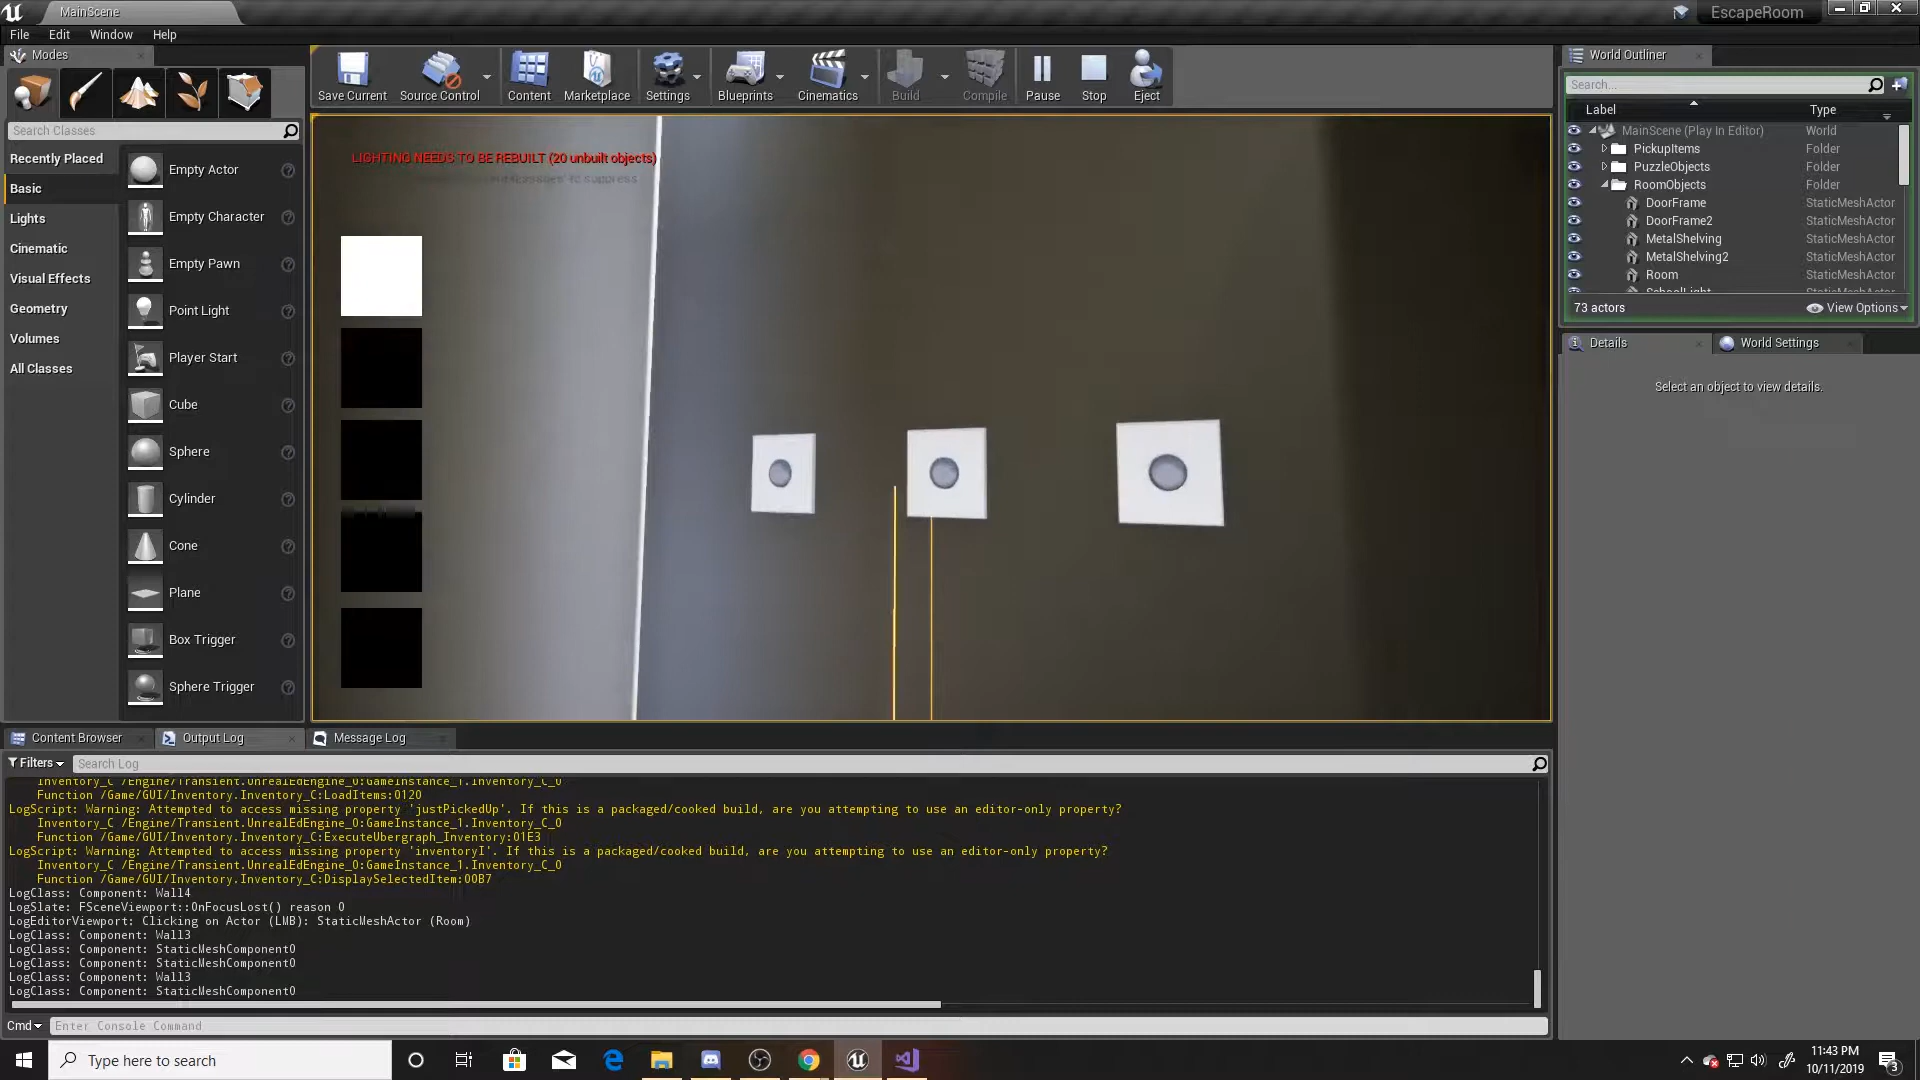 MainScene
EscapeRoom
File Edit Window Help
Modes
Save Current
Source Control
Content
Marketplace
Settings
Blueprints
Cinematics
Build
Compile
Pause
Stop
Eject
Search Classes
Recently Placed
Basic
Lights
Cinematic
Visual Effects
Geometry
Volumes
All Classes
Empty Actor
Empty Character
Empty Pawn
Point Light
Player Start
Cube
Sphere
Cylinder
Cone
Plane
Box Trigger
Sphere Trigger
LIGHTING NEEDS TO BE REBUILT (20 unbuilt objects)
to suppress
World Outliner
Search...
Label Type
MainScene (Play In Editor) World
PickupItems Folder
PuzzleObjects Folder
RoomObjects Folder
DoorFrame StaticMeshActor
DoorFrame2 StaticMeshActor
MetalShelving StaticMeshActor
MetalShelving2 StaticMeshActor
Room StaticMeshActor
73 actors
View Options
Details
World Settings
Select an object to view details.
Content Browser
Output Log
Message Log
Filters
Search Log
Inventory_C /Engine/Transient.UnrealEdEngine_0:GameInstance_1.Inventory_C_0
Function /Game/GUI/Inventory.Inventory_C:LoadItems:0120
LogScript: Warning: Attempted to access missing property 'justPickedUp'. If this is a packaged/cooked build, are you attempting to use an editor-only property?
Inventory_C /Engine/Transient.UnrealEdEngine_0:GameInstance_1.Inventory_C_0
Function /Game/GUI/Inventory.Inventory_C:ExecuteUbergraph_Inventory:01E3
LogScript: Warning: Attempted to access missing property 'inventoryI'. If this is a packaged/cooked build, are you attempting to use an editor-only property?
Inventory_C /Engine/Transient.UnrealEdEngine_0:GameInstance_1.Inventory_C_0
Function /Game/GUI/Inventory.Inventory_C:DisplaySelectedItem:00B7
LogClass: Component: Wall4
LogSlate: FSceneViewport::OnFocusLost() reason 0
LogEditorViewport: Clicking on Actor (LMB): StaticMeshActor (Room)
LogClass: Component: Wall3
LogClass: Component: StaticMeshComponent0
LogClass: Component: StaticMeshComponent0
LogClass: Component: Wall3
LogClass: Component: StaticMeshComponent0
Cmd
Enter Console Command
Type here to search
11:43 PM
10/11/2019
3